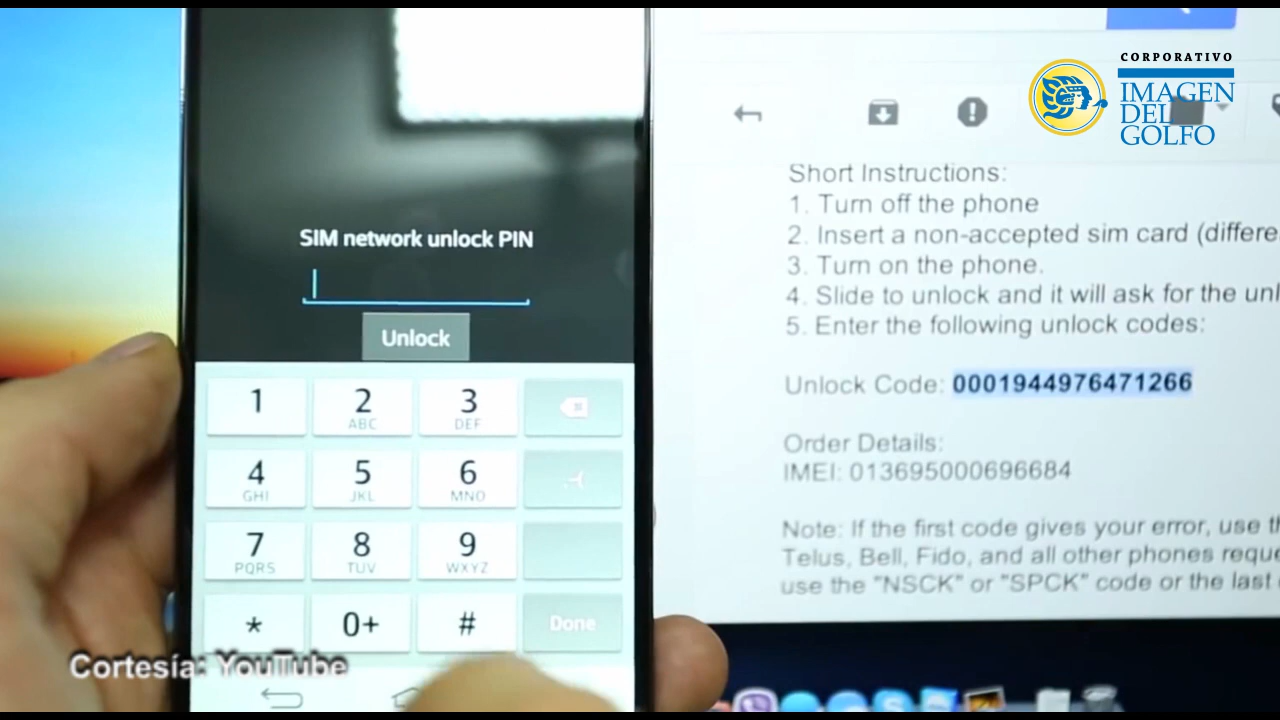 CORPORATIVO
IMAGEN
DEL
GOLFO
SIM network unlock PIN
Unlock
1
2
ABC
3
DEF
4
GHI
5
JKL
6
MNO
7
PQRS
8
TUV
9
WXYZ
*
0+
#
Done
Cortesía: YouTube
Short Instructions:
1. Turn off the phone
2. Insert a non-accepted sim card (differe
3. Turn on the phone.
4. Slide to unlock and it will ask for the unl
5. Enter the following unlock codes:
Unlock Code: 0001944976471266
Order Details:
IMEI: 013695000696684
Note: If the first code gives your error, use t
Telus, Bell, Fido, and all other phones reque
use the "NSCK" or "SPCK" code or the last